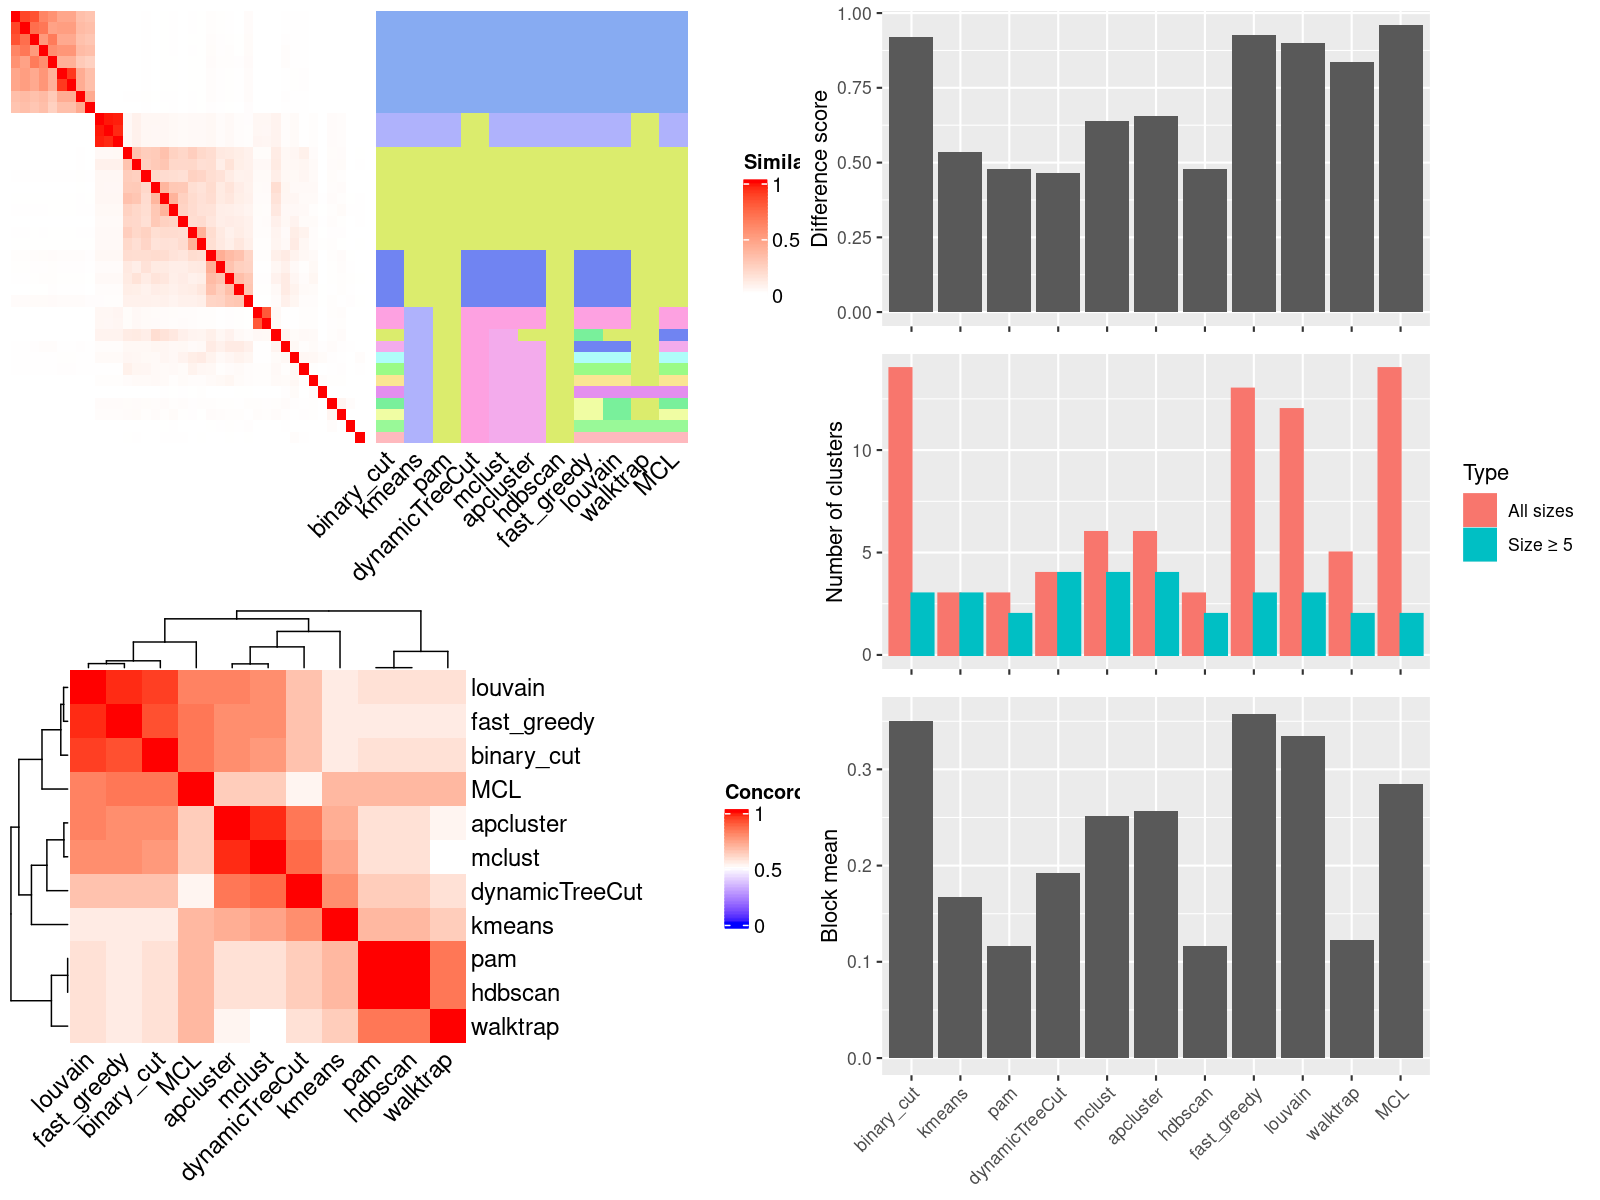 Simila
1
0.5
0
binary_cut
kmeans
pam
dynamicTreeCut
mclust
apcluster
hdbscan
fast_greedy
louvain
walktrap
MCL
louvain
fast_greedy
binary_cut
MCL
apcluster
mclust
dynamicTreeCut
kmeans
pam
hdbscan
walktrap
louvain
fast_greedy
binary_cut
MCL
apcluster
mclust
dynamicTreeCut
kmeans
pam
hdbscan
walktrap
Concord
1
0.5
0
Difference score
1.00
0.75
0.50
0.25
0.00
Number of clusters
10
5
0
Type
All sizes
Size ≥ 5
Block mean
0.3
0.2
0.1
0.0
binary_cut
kmeans
pam
dynamicTreeCut
mclust
apcluster
hdbscan
fast_greedy
louvain
walktrap
MCL